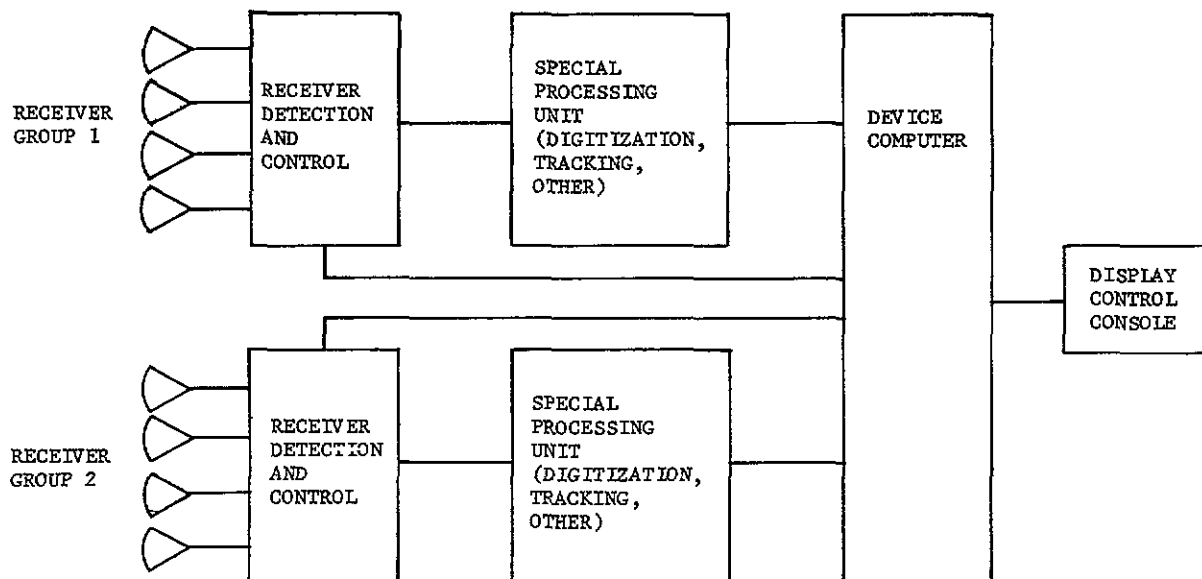 RECEIVER
GROUP 1
RECEIVER
DETECTION
AND
CONTROL
SPECIAL
PROCESSING
UNIT
(DIGITIZATION,
TRACKING,
OTHER)
DEVICE
COMPUTER
DISPLAY
CONTROL
CONSOLE
RECEIVER
GROUP 2
RECEIVER
DETECTION
AND
CONTROL
SPECIAL
PROCESSING
UNIT
(DIGITIZATION,
TRACKING,
OTHER)